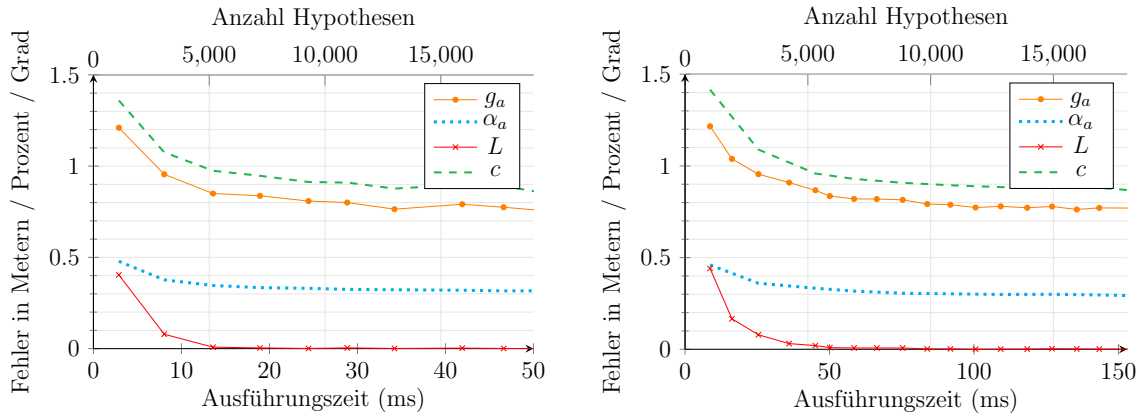 Anzahl Hypothesen
0 5,000 10,000 15,000
Fehler in Metern / Prozent / Grad
1.5
1
0.5
0
g_a
α_a
L
c
0 10 20 30 40 50
Ausführungszeit (ms)
Anzahl Hypothesen
0 5,000 10,000 15,000
Fehler in Metern / Prozent / Grad
1.5
1
0.5
0
g_a
α_a
L
c
0 50 100 150
Ausführungszeit (ms)